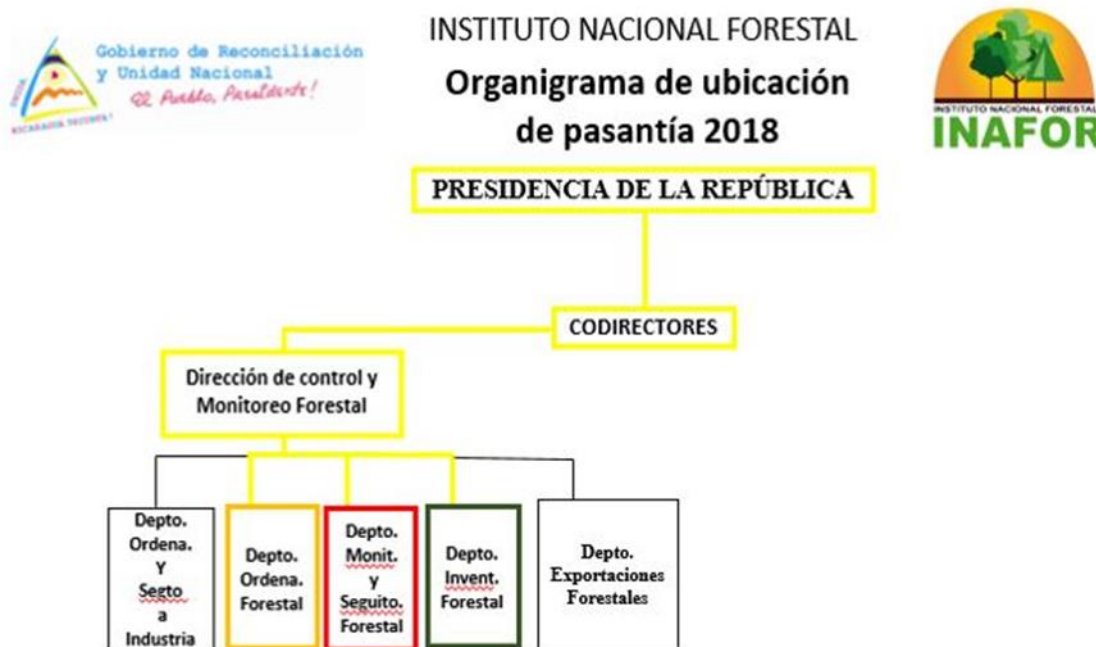 Gobierno de Reconciliación
y Unidad Nacional
El Pueblo, Presidente!
INSTITUTO NACIONAL FORESTAL
Organigrama de ubicación
de pasantía 2018
INSTITUTO NACIONAL FORESTAL
INAFOR
PRESIDENCIA DE LA REPÚBLICA
CODIRECTORES
Dirección de control y
Monitoreo Forestal
Depto.
Ordena.
Y
Segto
a
Industria
Depto.
Ordena.
Forestal
Depto.
Monit.
y
Seguito.
Forestal
Depto.
Invent.
Forestal
Depto.
Exportaciones
Forestales